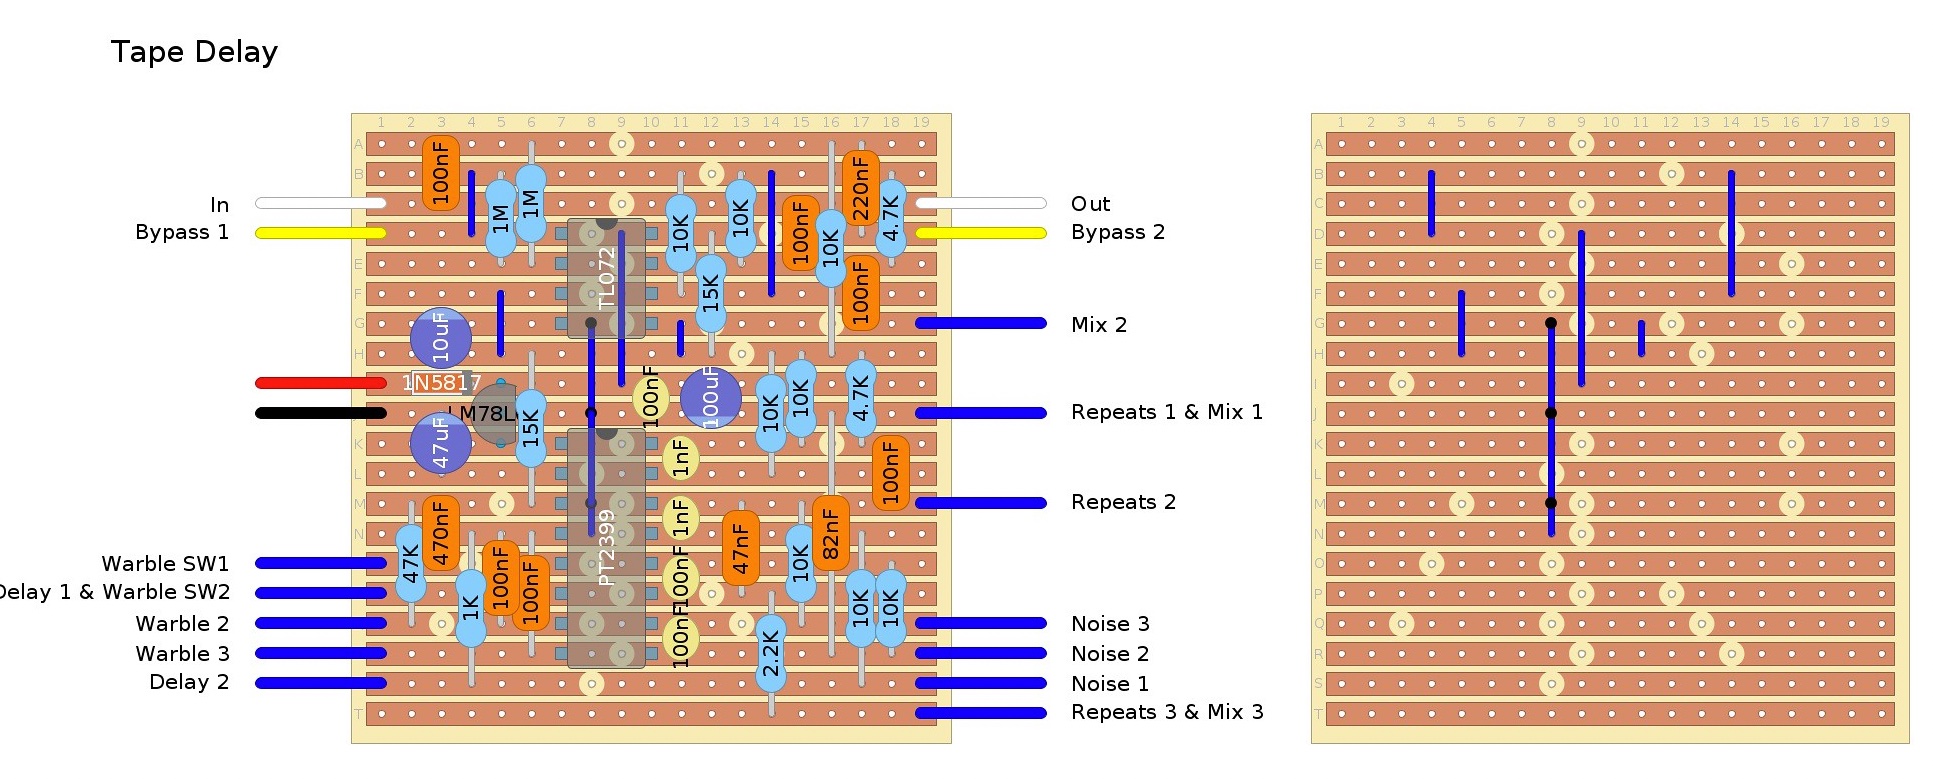 Tape Delay
1 2 3 4 5 6 7 8 9 10 11 12 13 14 15 16 17 18 19
A
B
C
D
E
F
G
H
I
J
K
L
M
N
O
P
Q
R
S
T
In
Bypass 1
Warble SW1
Delay 1 & Warble SW2
Warble 2
Warble 3
Delay 2
100nF
1M
1M
TL072
10K
10K
15K
100nF
10K
220nF
4.7K
100nF
10uF
1N5817
LM78L
47uF
15K
100nF
100uF
10K
10K
4.7K
1nF
100nF
47K
470nF
1K
100nF
100nF
PT2399
1nF
100nF
100nF
47nF
2.2K
10K
82nF
10K
10K
Out
Bypass 2
Mix 2
Repeats 1 & Mix 1
Repeats 2
Noise 3
Noise 2
Noise 1
Repeats 3 & Mix 3
1 2 3 4 5 6 7 8 9 10 11 12 13 14 15 16 17 18 19
A
B
C
D
E
F
G
H
I
J
K
L
M
N
O
P
Q
R
S
T